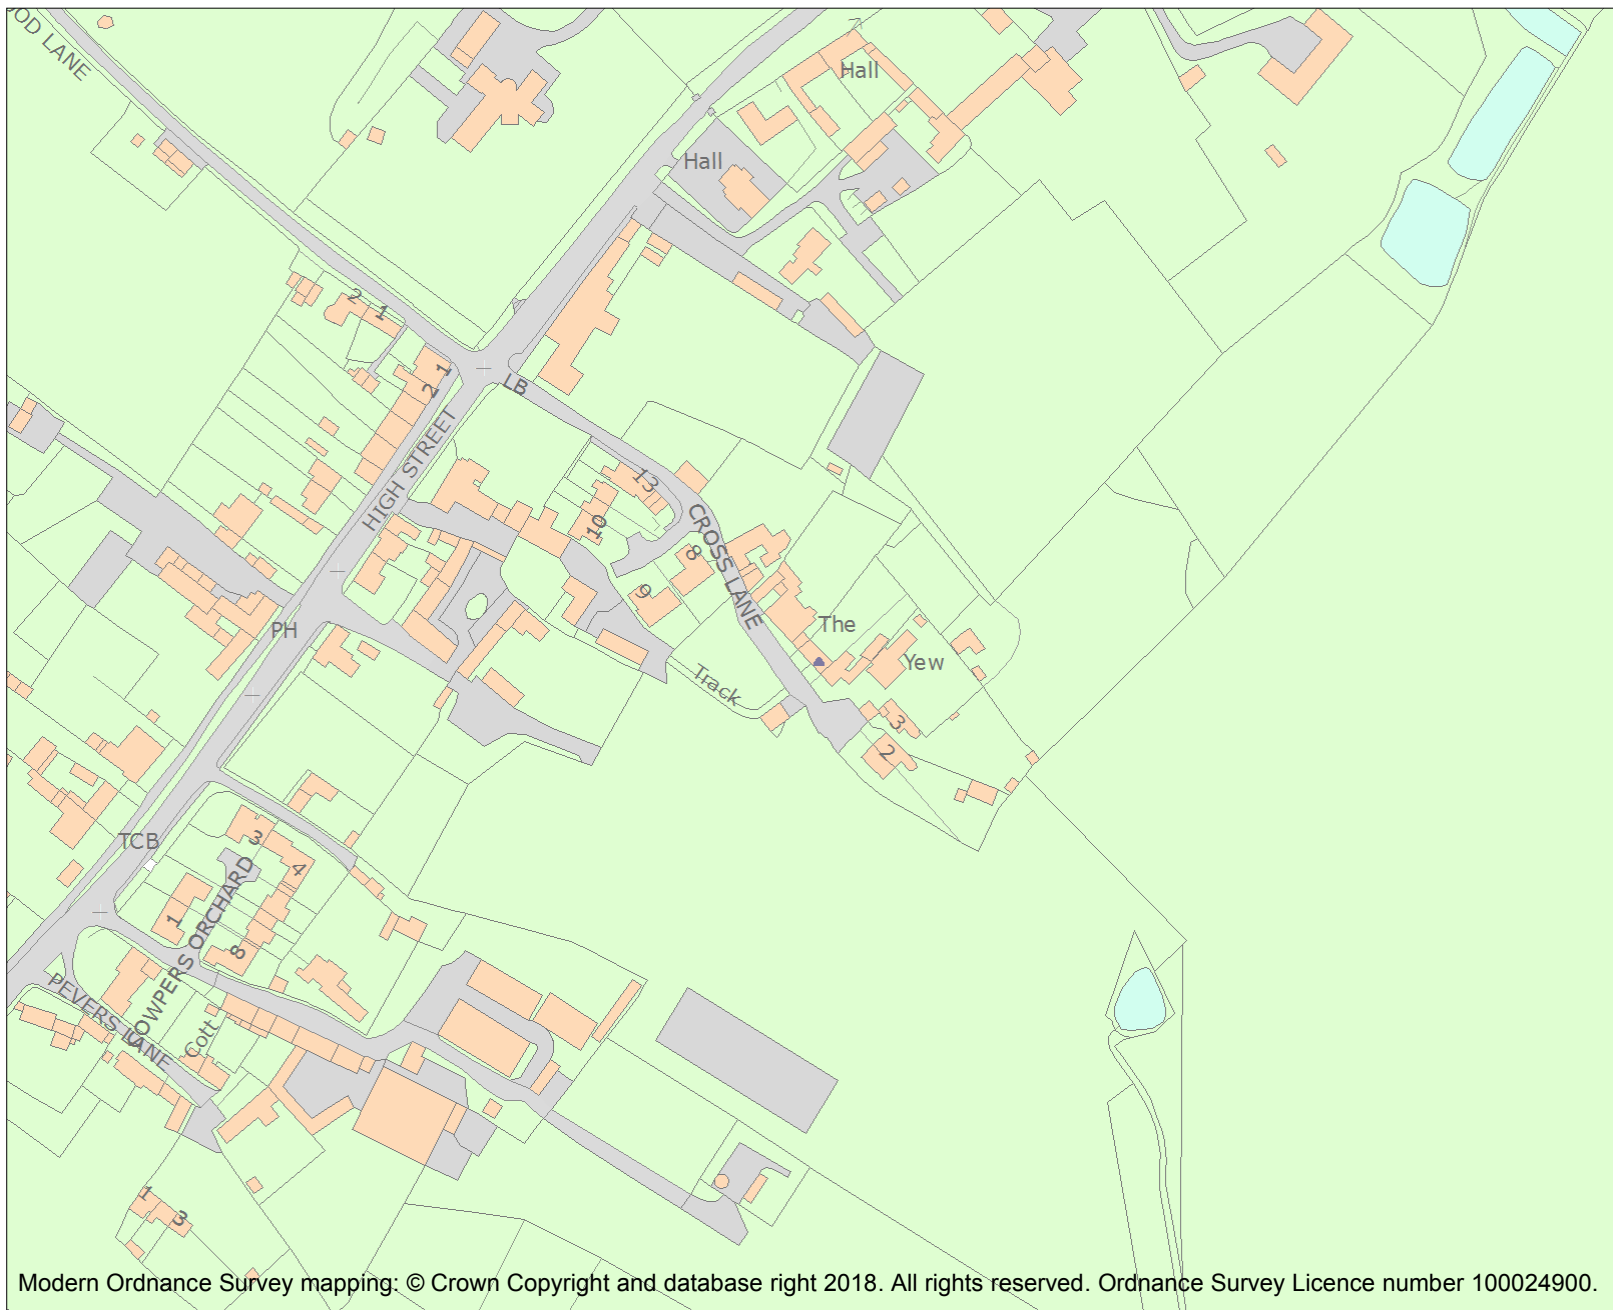 OOD LANE
Hall
Hall
2
1
1
2
LB
HIGH STREET
13
10
CROSS LANE
8
9
The
PH
Yew
Track
3
2
TCB
3
4
1
8
LOWPERS ORCHARD
PEVERS LANE
Cott
1
3
Modern Ordnance Survey mapping: © Crown Copyright and database right 2018. All rights reserved. Ordnance Survey Licence number 100024900.